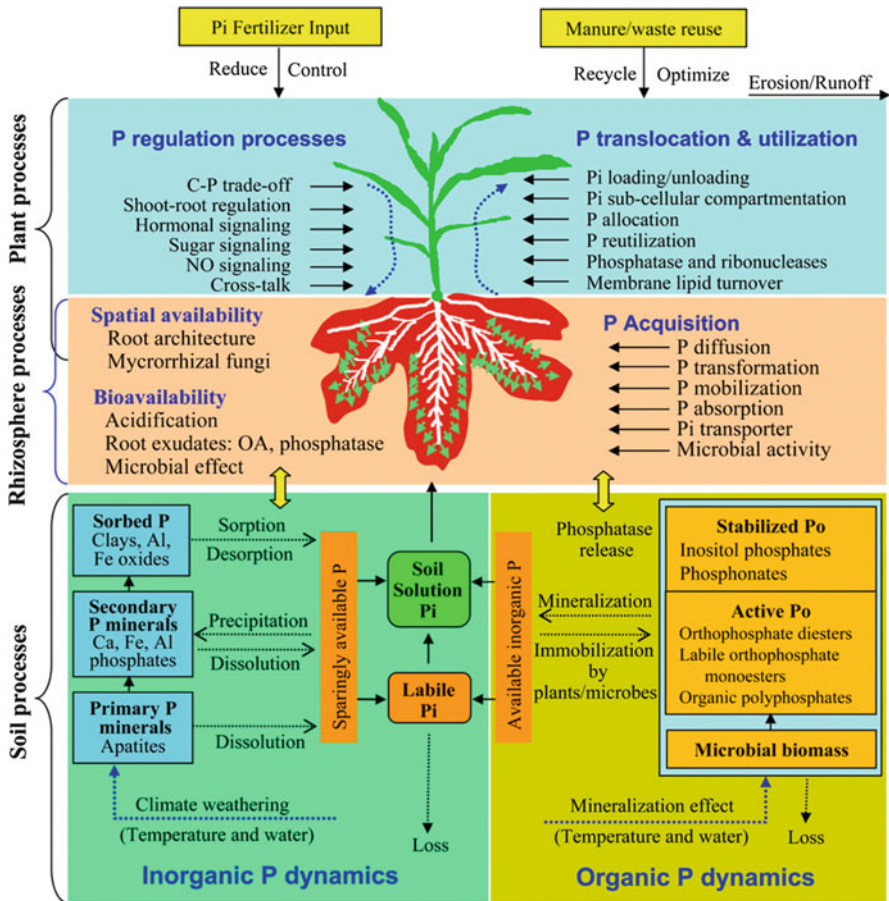 Pi Fertilizer Input
Manure/waste reuse
Reduce
Control
Recycle
Optimize
Erosion/Runoff
Plant processes
P regulation processes
C-P trade-off
Shoot-root regulation
Hormonal signaling
Sugar signaling
NO signaling
Cross-talk
P translocation & utilization
Pi loading/unloading
Pi sub-cellular compartmentation
P allocation
P reutilization
Phosphatase and ribonucleases
Membrane lipid turnover
Rhizosphere processes
Spatial availability
Root architecture
Mycrorrhizal fungi
Bioavailability
Acidification
Root exudates: OA, phosphatase
Microbial effect
P Acquisition
P diffusion
P transformation
P mobilization
P absorption
Pi transporter
Microbial activity
Soil processes
Sorbed P
Clays, Al,
Fe oxides
Secondary
P minerals
Ca, Fe, Al
phosphates
Primary P
minerals
Apatites
Sorption
Desorption
Precipitation
Dissolution
Dissolution
Sparingly available P
Soil
Solution
Pi
Labile
Pi
Available inorganic P
Climate weathering
(Temperature and water)
Loss
Inorganic P dynamics
Phosphatase
release
Mineralization
Immobilization
by
plants/microbes
Stabilized Po
Inositol phosphates
Phosphonates
Active Po
Orthophosphate diesters
Labile orthophosphate
monoesters
Organic polyphosphates
Microbial biomass
Mineralization effect
(Temperature and water)
Loss
Organic P dynamics